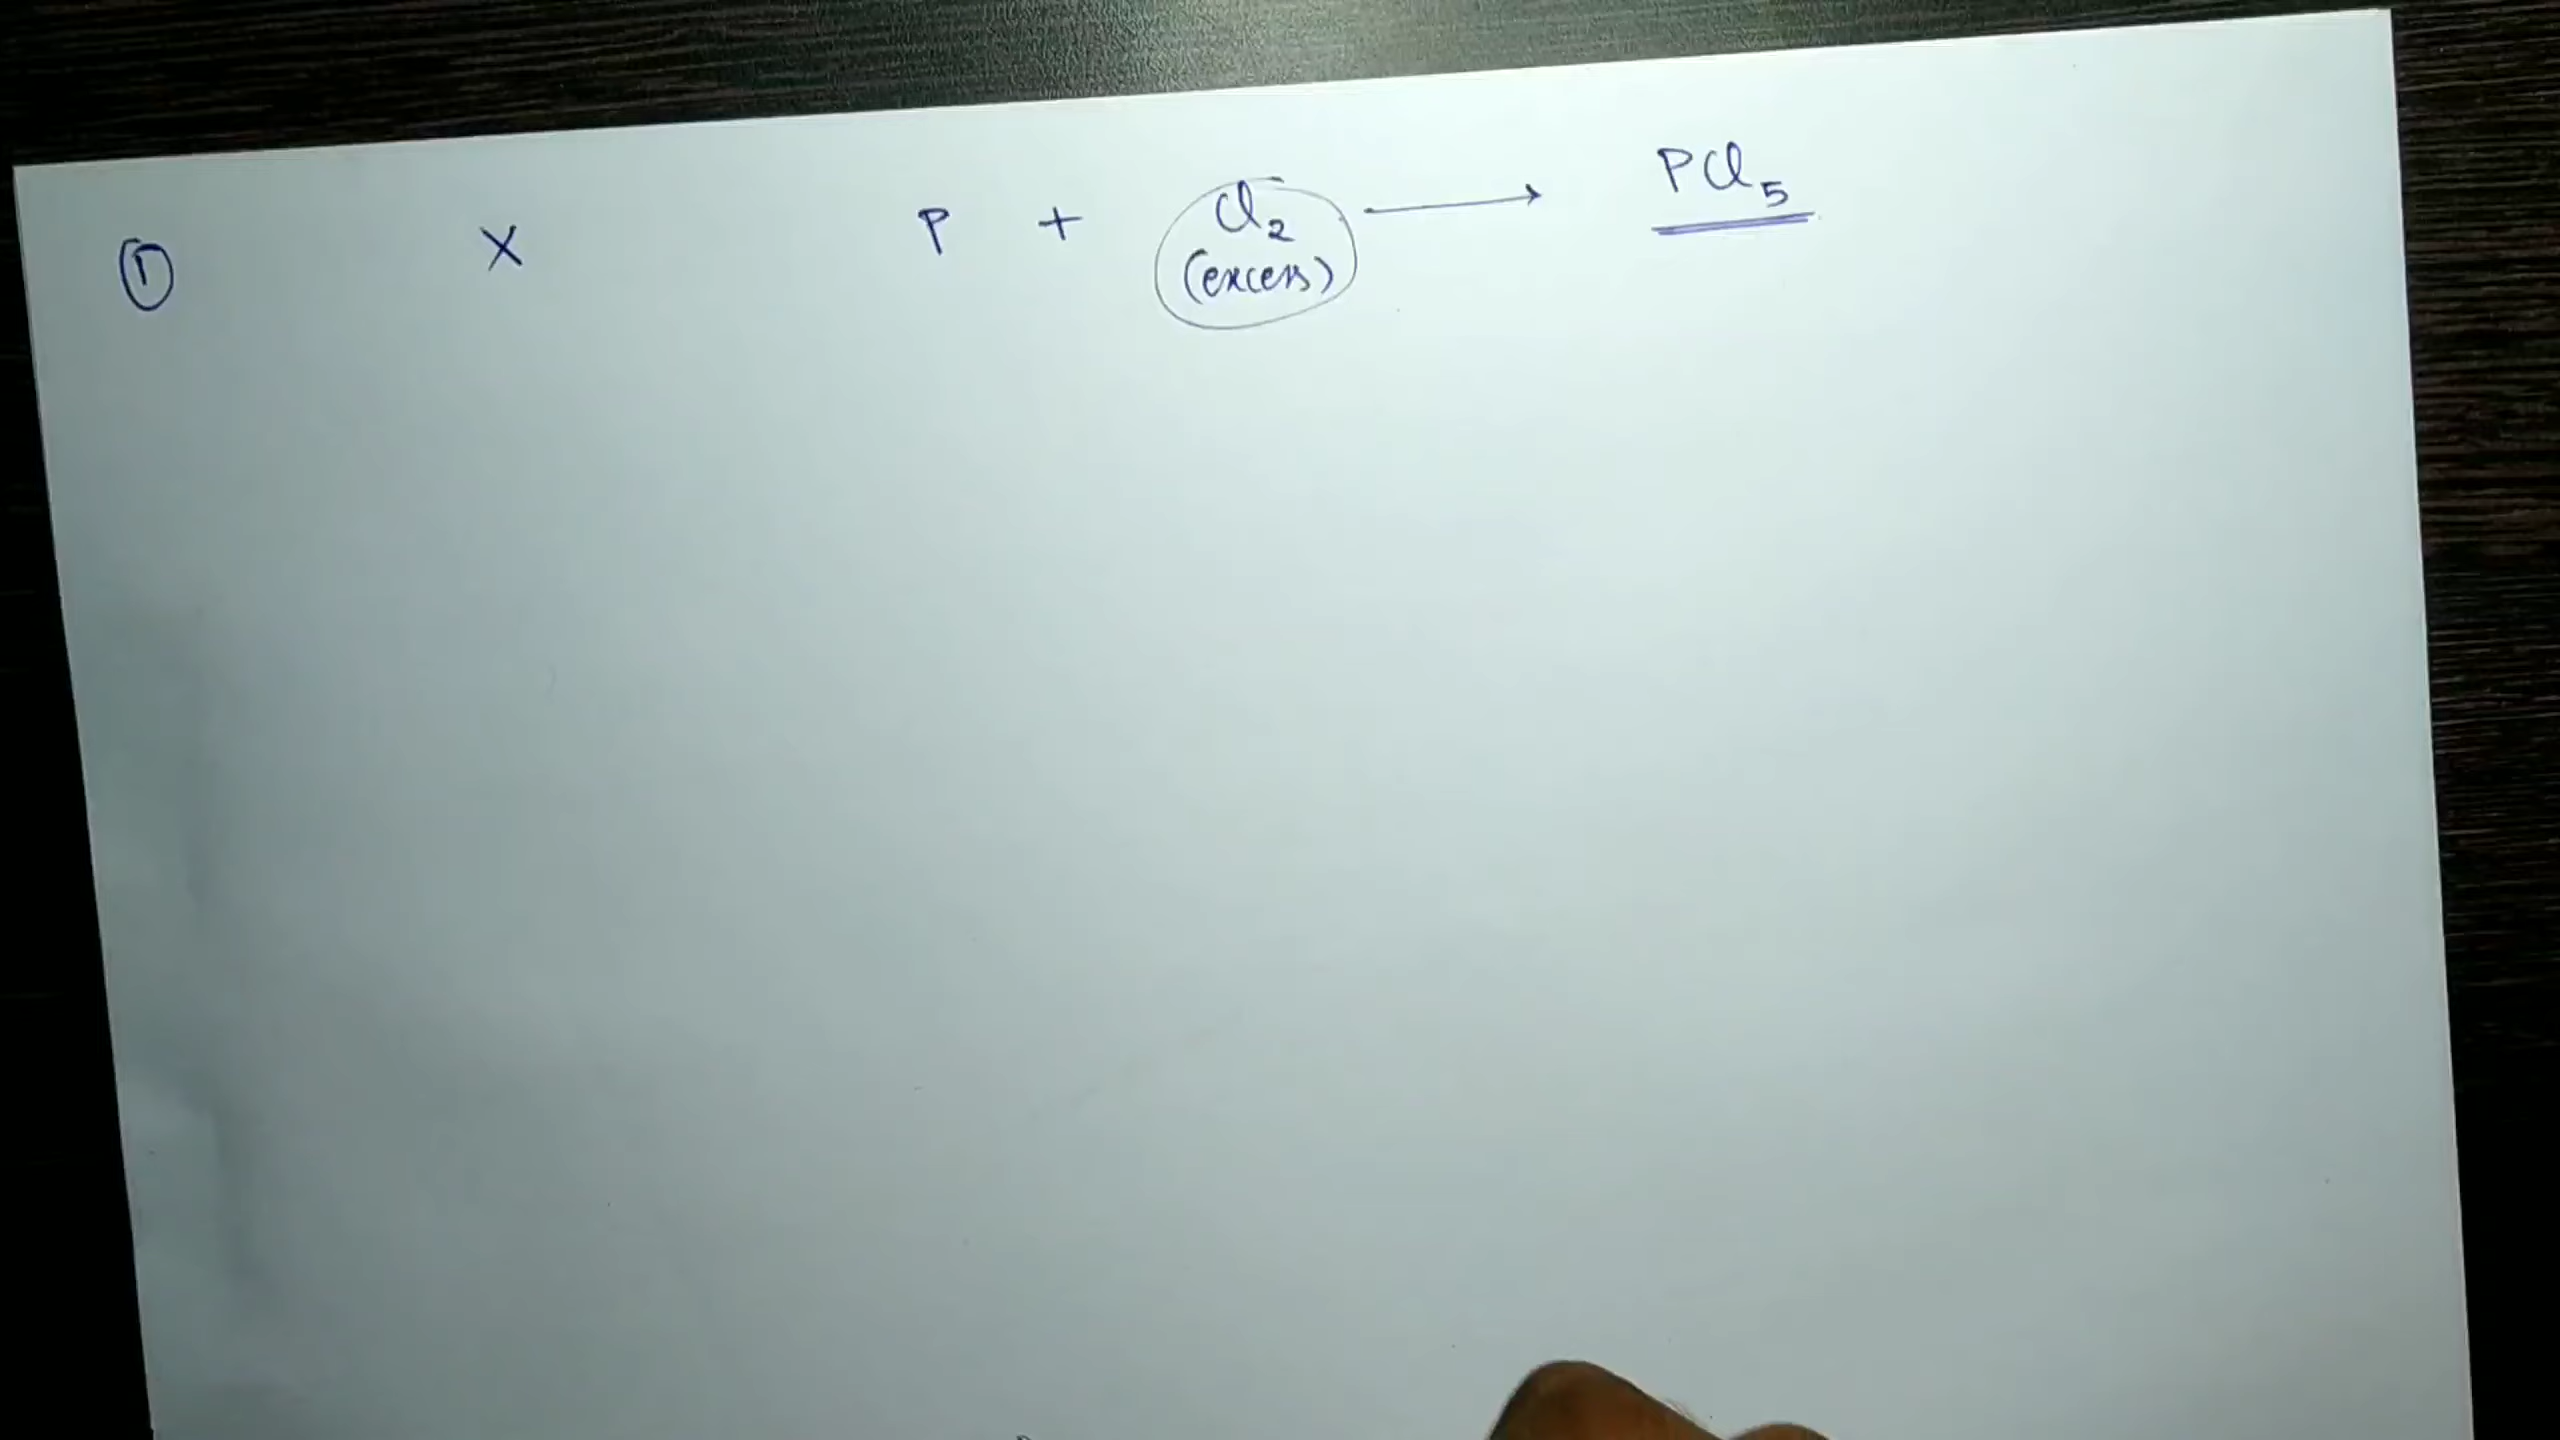 ① X P + Cl₂ ⟶ PCl₅
(excess)